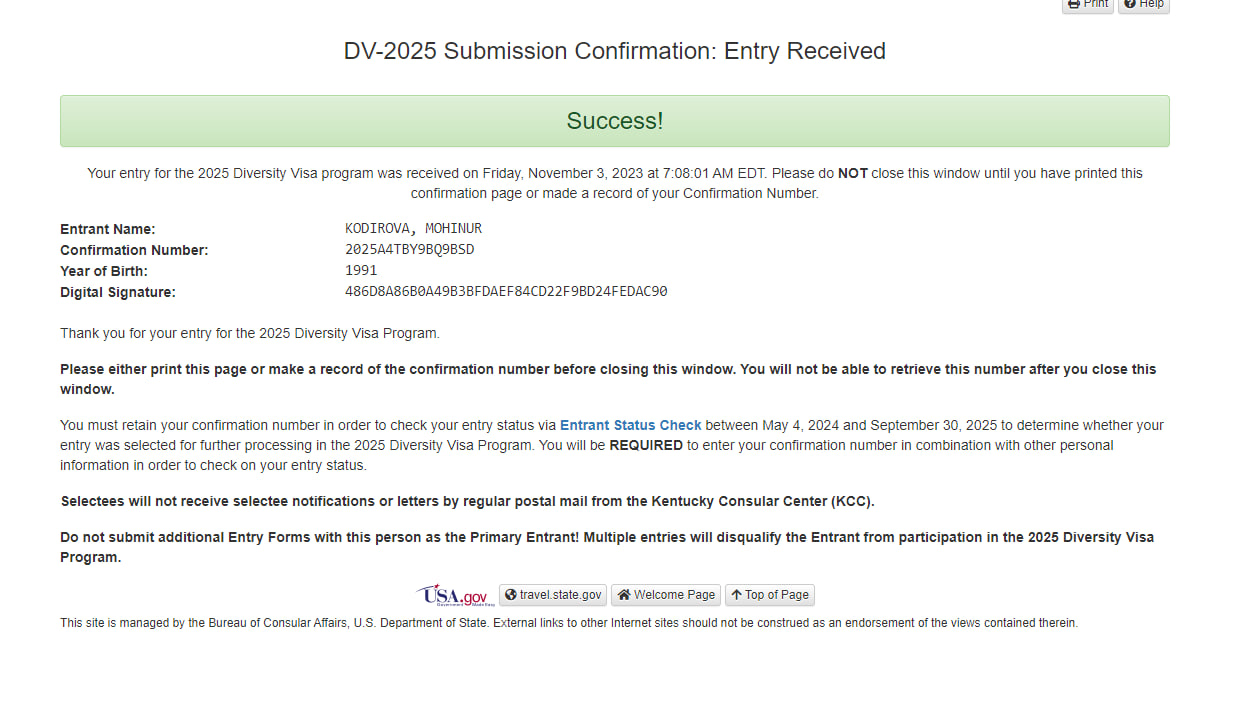 Print Help
DV-2025 Submission Confirmation: Entry Received
Success!
Your entry for the 2025 Diversity Visa program was received on Friday, November 3, 2023 at 7:08:01 AM EDT. Please do NOT close this window until you have printed this
confirmation page or made a record of your Confirmation Number.
Entrant Name: KODIROVA, MOHINUR
Confirmation Number: 2025A4TBY9BQ9BSD
Year of Birth: 1991
Digital Signature: 486D8A86B0A49B3BFDAEF84CD22F9BD24FEDAC90
Thank you for your entry for the 2025 Diversity Visa Program.
Please either print this page or make a record of the confirmation number before closing this window. You will not be able to retrieve this number after you close this
window.
You must retain your confirmation number in order to check your entry status via Entrant Status Check between May 4, 2024 and September 30, 2025 to determine whether your
entry was selected for further processing in the 2025 Diversity Visa Program. You will be REQUIRED to enter your confirmation number in combination with other personal
information in order to check on your entry status.
Selectees will not receive selectee notifications or letters by regular postal mail from the Kentucky Consular Center (KCC).
Do not submit additional Entry Forms with this person as the Primary Entrant! Multiple entries will disqualify the Entrant from participation in the 2025 Diversity Visa
Program.
USA.gov travel.state.gov Welcome Page Top of Page
Government Made Easy
This site is managed by the Bureau of Consular Affairs, U.S. Department of State. External links to other Internet sites should not be construed as an endorsement of the views contained therein.